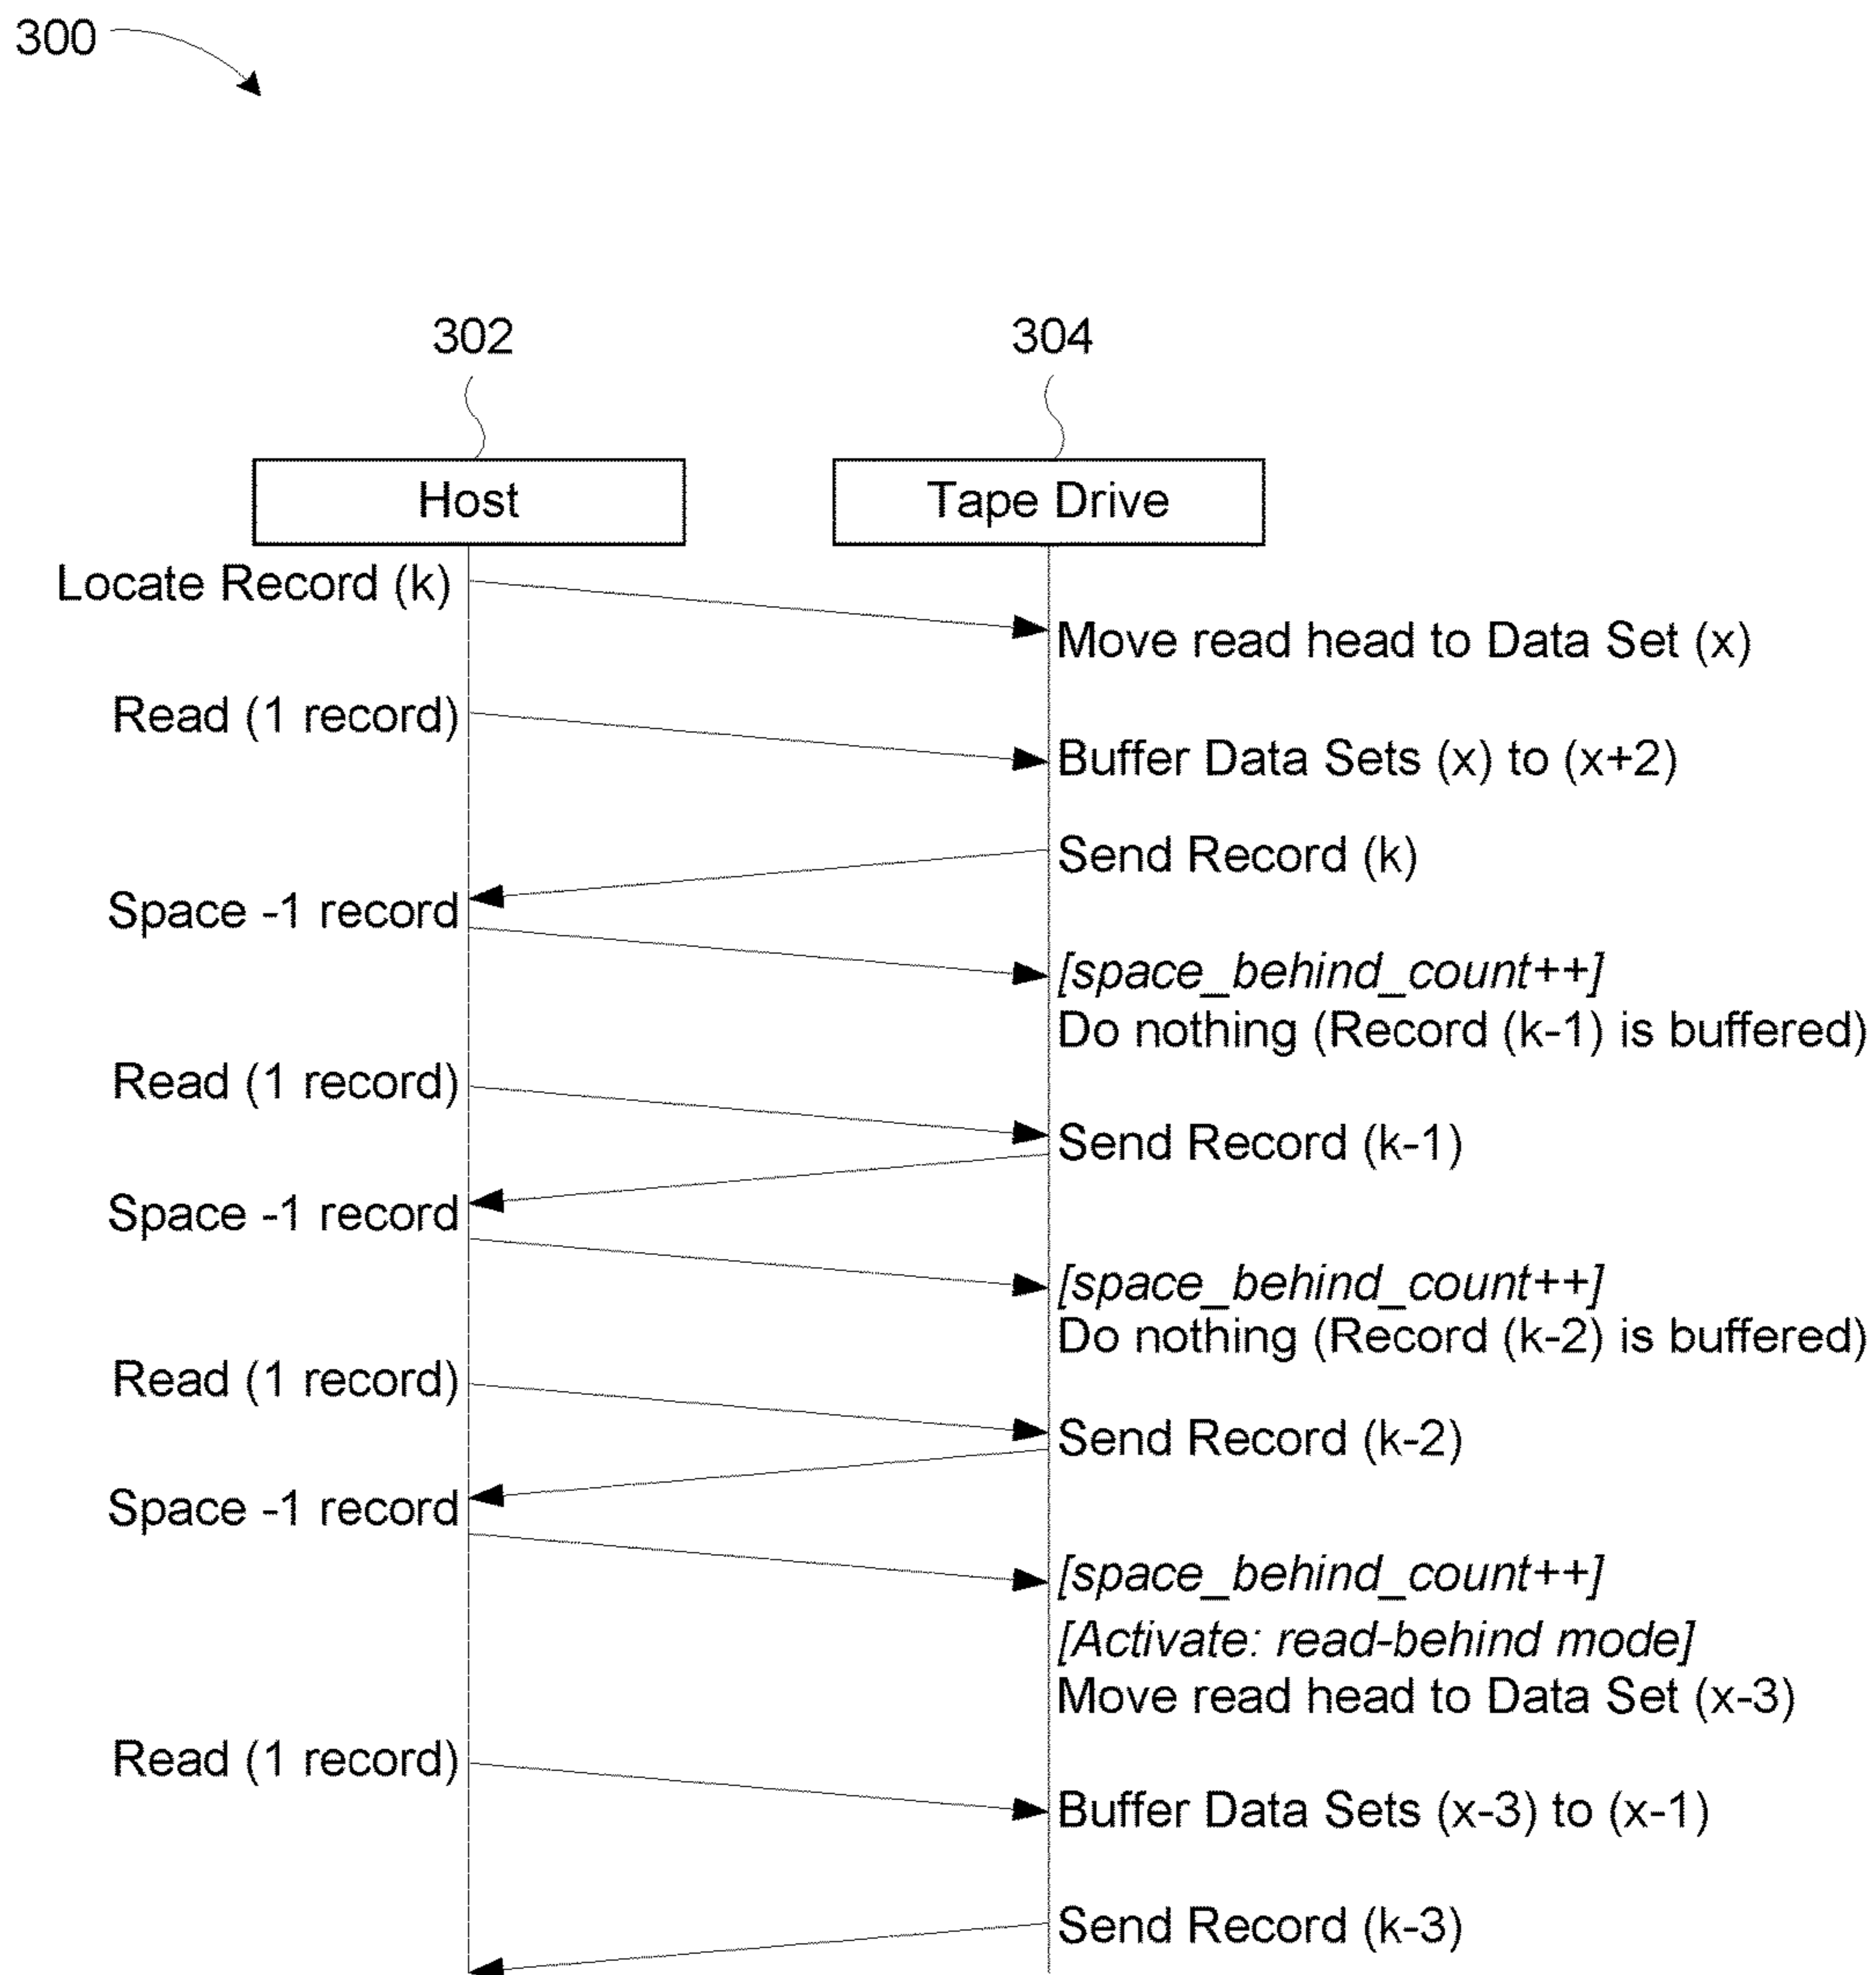 300
302
304
Host
Tape Drive
Locate Record (k)
Move read head to Data Set (x)
Read (1 record)
Buffer Data Sets (x) to (x+2)
Send Record (k)
Space -1 record
[space_behind_count++]
Do nothing (Record (k-1) is buffered)
Read (1 record)
Send Record (k-1)
Space -1 record
[space_behind_count++]
Do nothing (Record (k-2) is buffered)
Read (1 record)
Send Record (k-2)
Space -1 record
[space_behind_count++]
[Activate: read-behind mode]
Move read head to Data Set (x-3)
Read (1 record)
Buffer Data Sets (x-3) to (x-1)
Send Record (k-3)